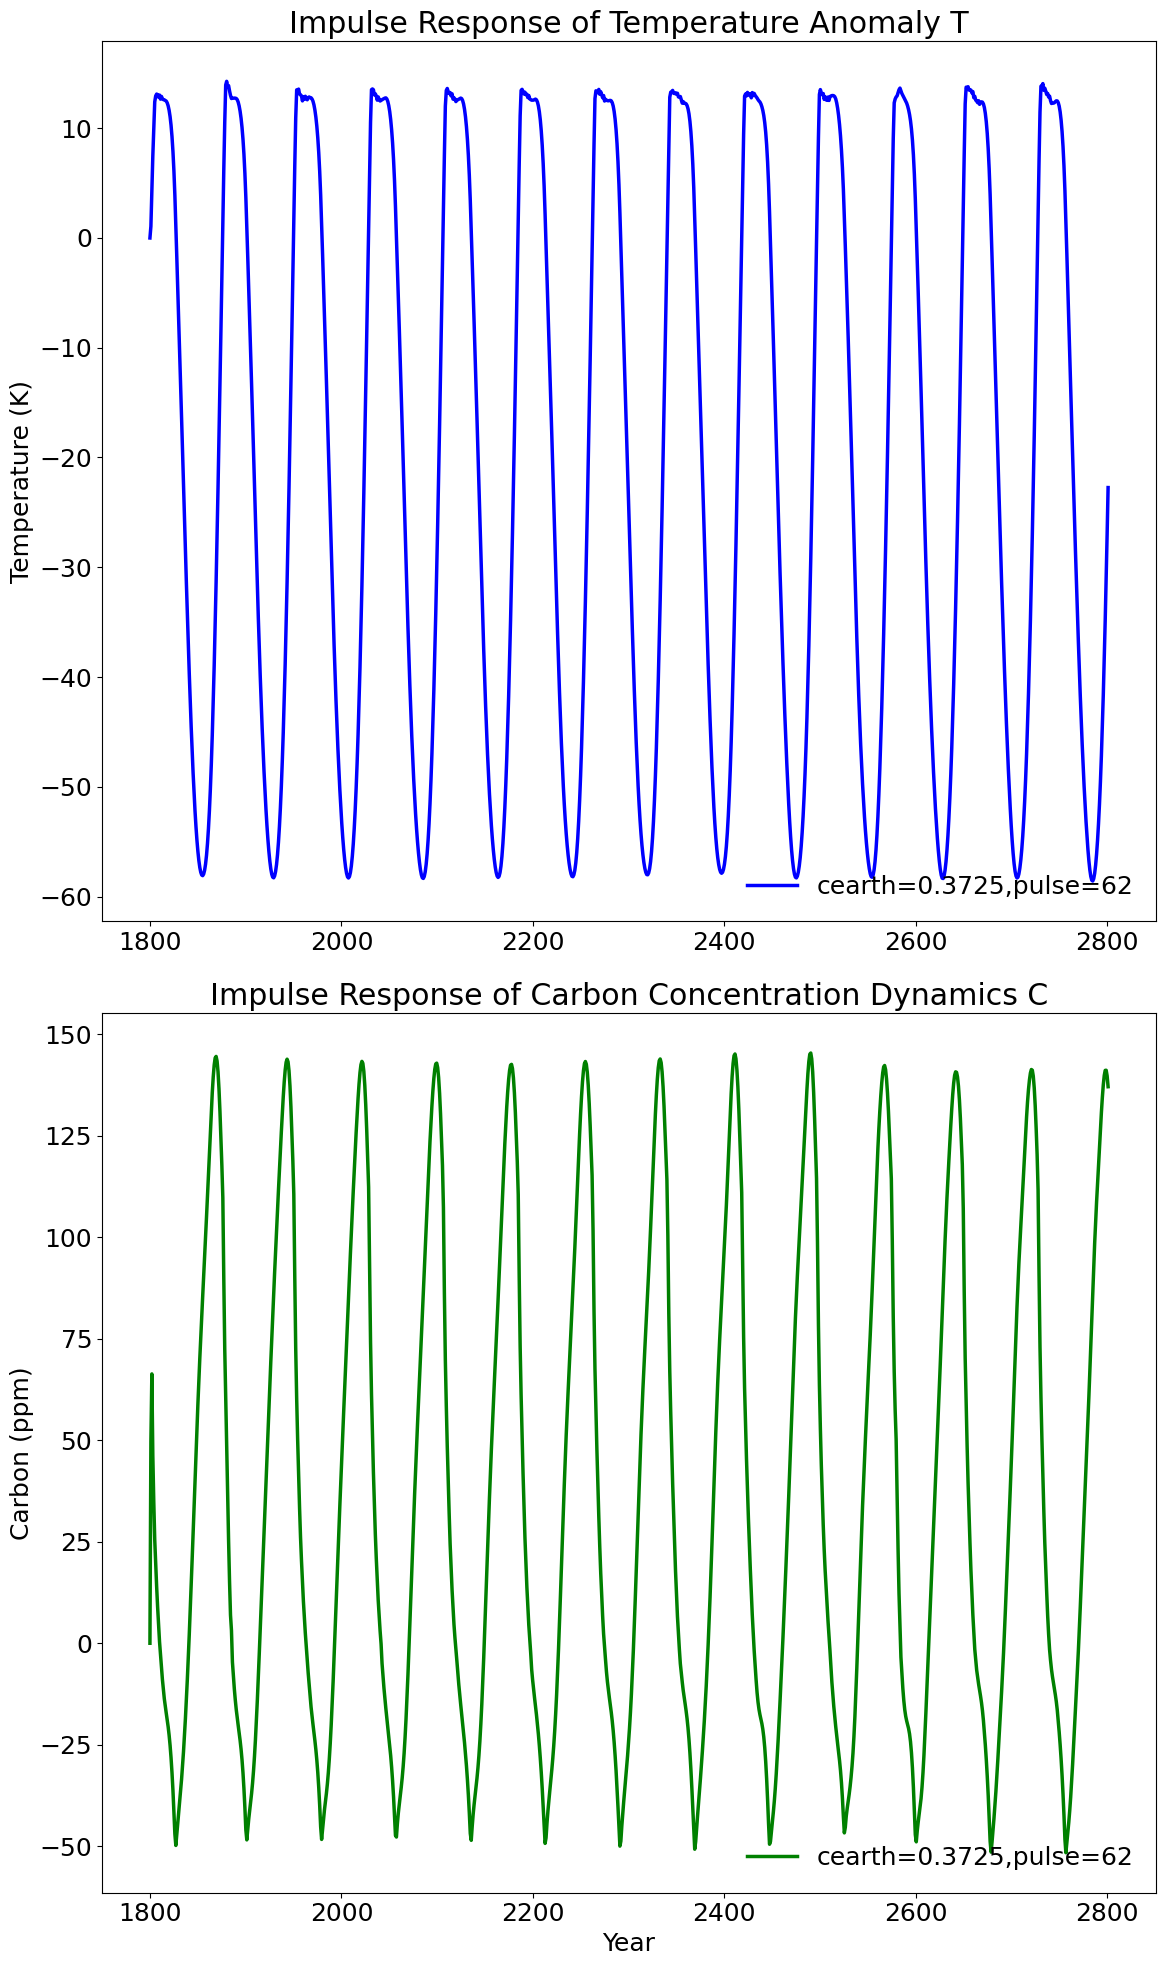 Impulse Response of Temperature Anomaly T
10
0
−10
−20
−30
−40
−50
−60
Temperature (K)
cearth=0.3725,pulse=62
1800 2000 2200 2400 2600 2800
Impulse Response of Carbon Concentration Dynamics C
150
125
100
75
50
25
0
−25
−50
Carbon (ppm)
cearth=0.3725,pulse=62
1800 2000 2200 2400 2600 2800
Year